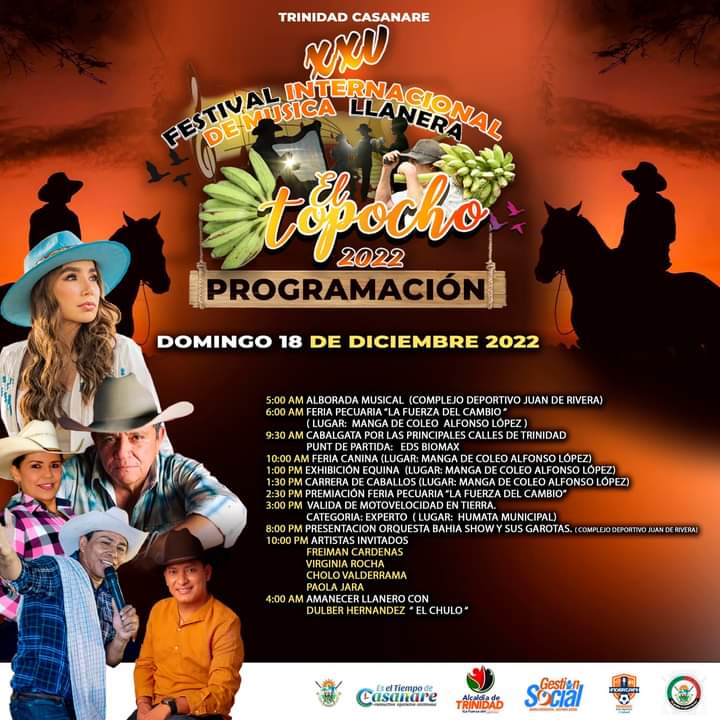 TRINIDAD CASANARE
XXV
FESTIVAL INTERNACIONAL
DE MUSICA LLANERA
El
topocho
2022
PROGRAMACIÓN
DOMINGO 18 DE DICIEMBRE 2022
5:00 AM ALBORADA MUSICAL (COMPLEJO DEPORTIVO JUAN DE RIVERA)
6:00 AM FERIA PECUARIA “LA FUERZA DEL CAMBIO “
( LUGAR: MANGA DE COLEO ALFONSO LÓPEZ )
9:30 AM CABALGATA POR LAS PRINCIPALES CALLES DE TRINIDAD
PUNT DE PARTIDA: EDS BIOMAX
10:00 AM FERIA CANINA (LUGAR: MANGA DE COLEO ALFONSO LÓPEZ)
1:00 PM EXHIBICIÓN EQUINA (LUGAR: MANGA DE COLEO ALFONSO LÓPEZ)
1:30 PM CARRERA DE CABALLOS (LUGAR: MANGA DE COLEO ALFONSO LÓPEZ)
2:30 PM PREMIACIÓN FERIA PECUARIA “LA FUERZA DEL CAMBIO”
3:00 PM VALIDA DE MOTOVELOCIDAD EN TIERRA.
CATEGORIA: EXPERTO ( LUGAR: HUMATA MUNICIPAL)
8:00 PM PRESENTACION ORQUESTA BAHIA SHOW Y SUS GAROTAS. ( COMPLEJO DEPORTIVO JUAN DE RIVERA)
10:00 PM ARTISTAS INVITADOS
FREIMAN CARDENAS
VIRGINIA ROCHA
CHOLO VALDERRAMA
PAOLA JARA
4:00 AM AMANECER LLANERO CON
DULBER HERNANDEZ “ EL CHULO “
Es el Tiempo de
Casanare
Alcaldía de
TRINIDAD
Gestión
Social